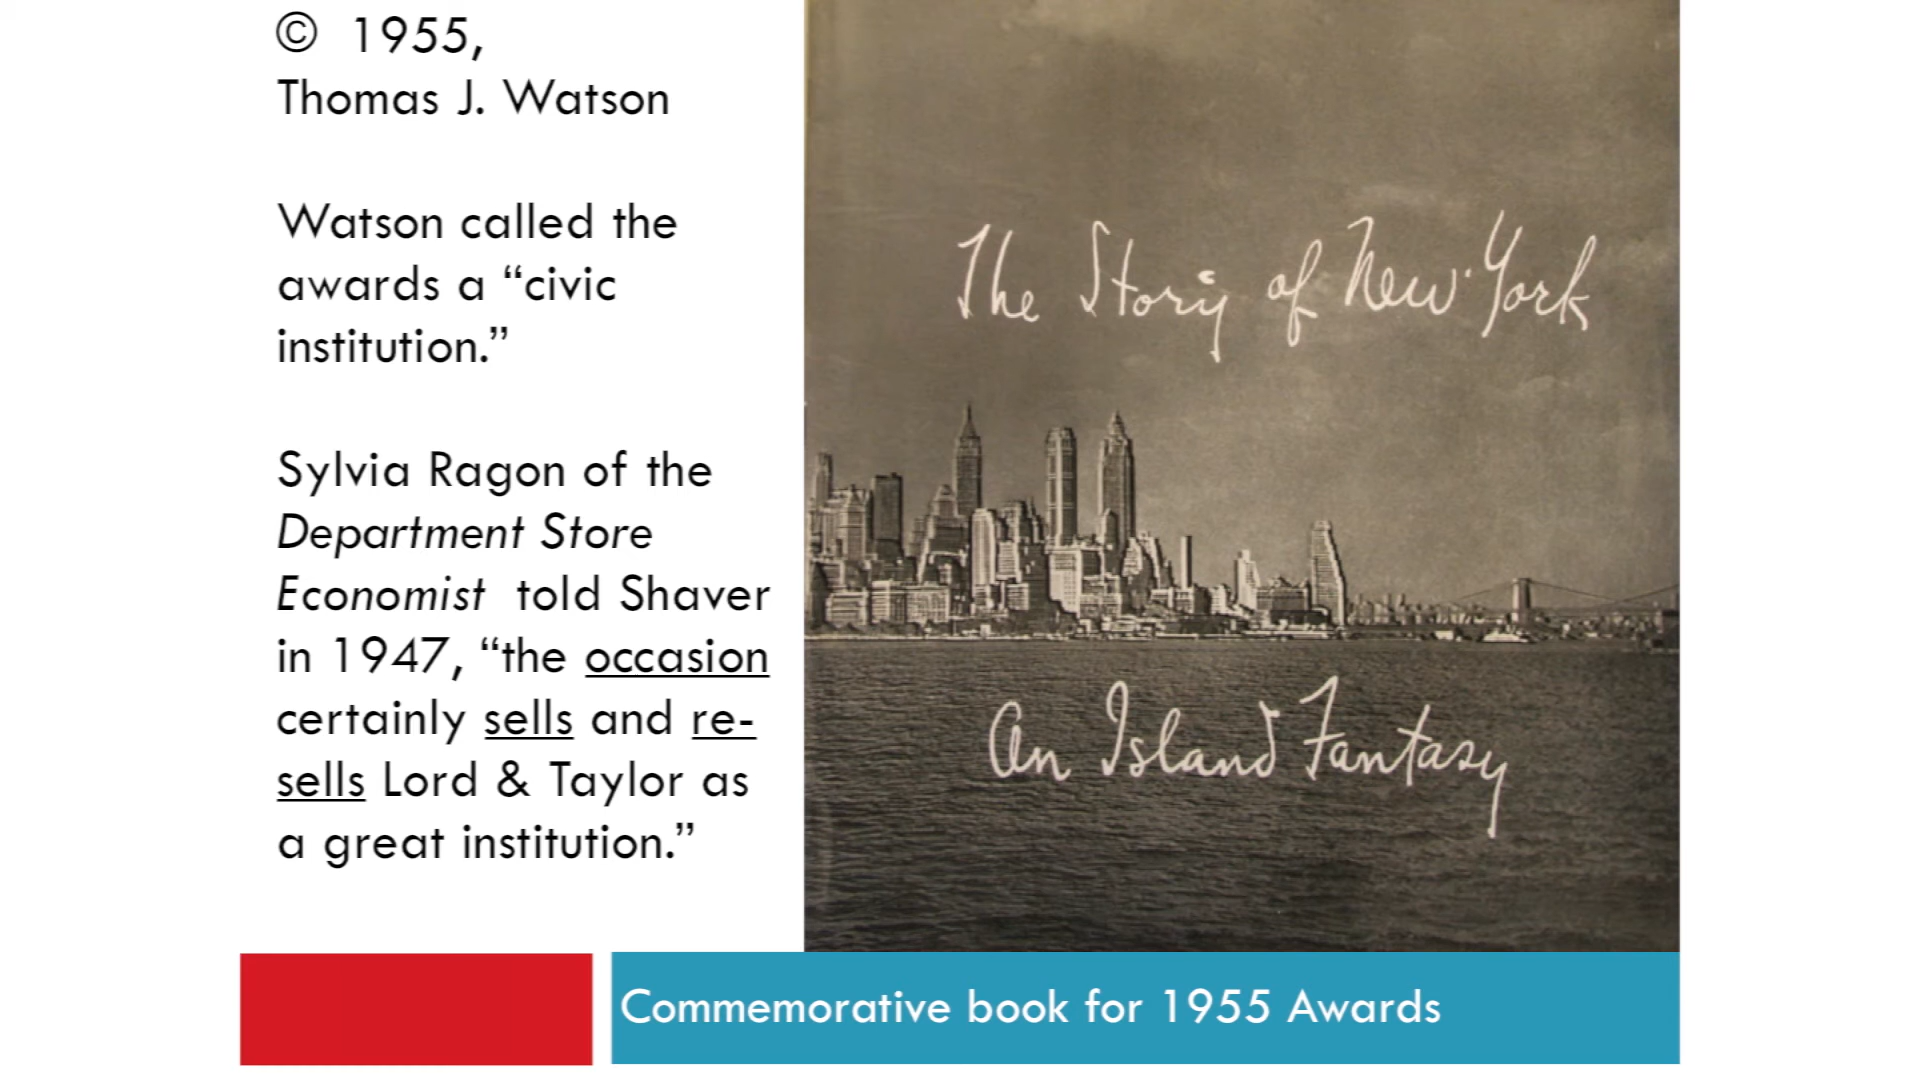 © 1955,
Thomas J. Watson
Watson called the
awards a “civic
institution.”
Sylvia Ragon of the
Department Store
Economist told Shaver
in 1947, “the occasion
certainly sells and re-
sells Lord & Taylor as
a great institution.”
The Story of New York
An Island Fantasy
Commemorative book for 1955 Awards